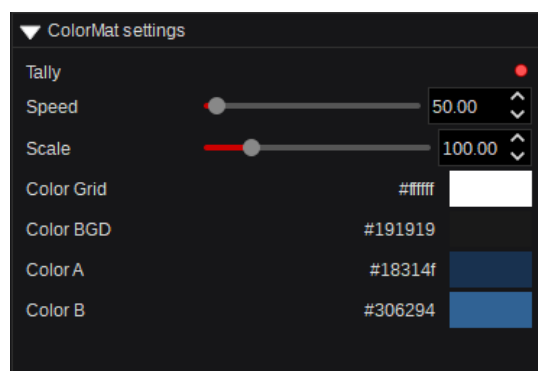 ColorMat settings
Tally
Speed 50.00
Scale 100.00
Color Grid #ffffff
Color BGD #191919
Color A #18314f
Color B #306294